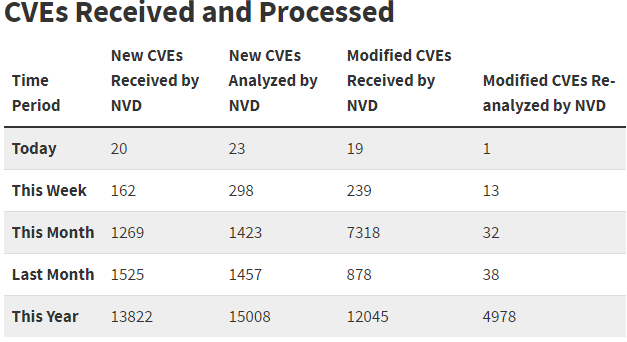 CVEs Received and Processed
Time Period New CVEs Received by NVD New CVEs Analyzed by NVD Modified CVEs Received by NVD Modified CVEs Re-analyzed by NVD
Today 20 23 19 1
This Week 162 298 239 13
This Month 1269 1423 7318 32
Last Month 1525 1457 878 38
This Year 13822 15008 12045 4978